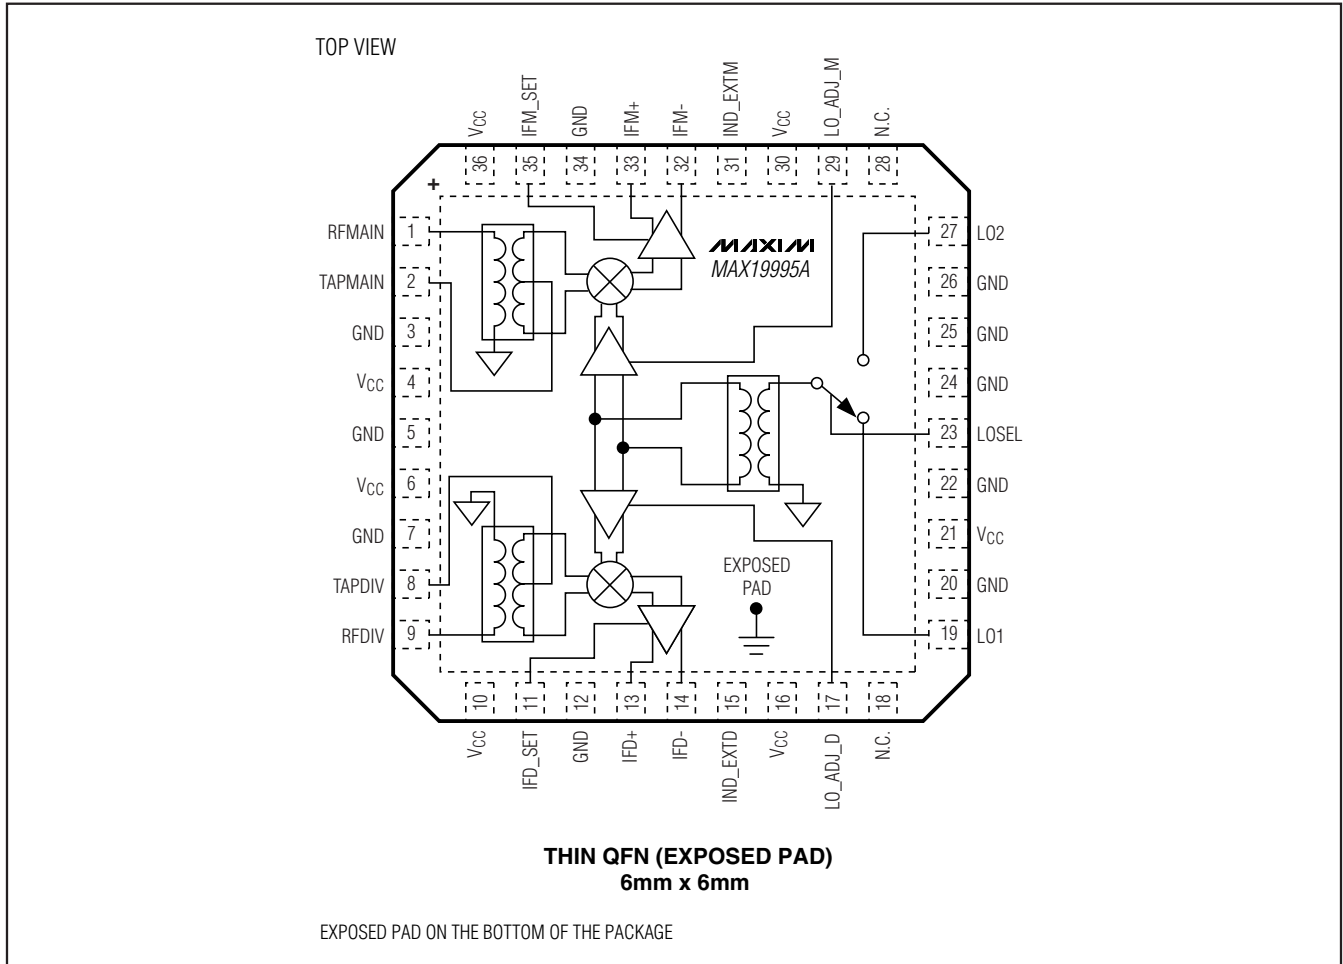 TOP VIEW
VCC
IFM_SET
GND
IFM+
IFM-
IND_EXTM
VCC
LO_ADJ_M
N.C.
36
35
34
33
32
31
30
29
28
+
RFMAIN 1
TAPMAIN 2
GND 3
VCC 4
GND 5
VCC 6
GND 7
TAPDIV 8
RFDIV 9
MAXIM
MAX19995A
27 LO2
26 GND
25 GND
24 GND
23 LOSEL
22 GND
21 VCC
20 GND
19 LO1
EXPOSED
PAD
10
11
12
13
14
15
16
17
18
VCC
IFD_SET
GND
IFD+
IFD-
IND_EXTD
VCC
LO_ADJ_D
N.C.
THIN QFN (EXPOSED PAD)
6mm x 6mm
EXPOSED PAD ON THE BOTTOM OF THE PACKAGE